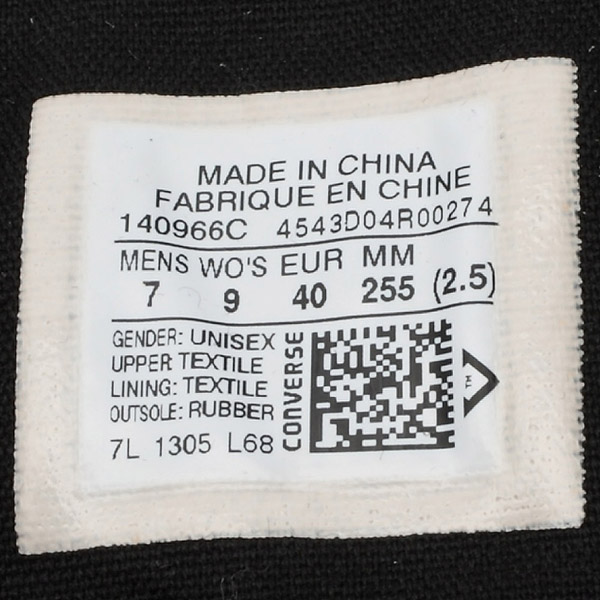 MADE IN CHINA
FABRIQUE EN CHINE
140966C 4543D04R00274
MENS WO'S EUR MM
7 9 40 255 (2.5)
GENDER: UNISEX
UPPER: TEXTILE
LINING: TEXTILE
OUTSOLE: RUBBER
7L 1305 L68
CONVERSE
TM